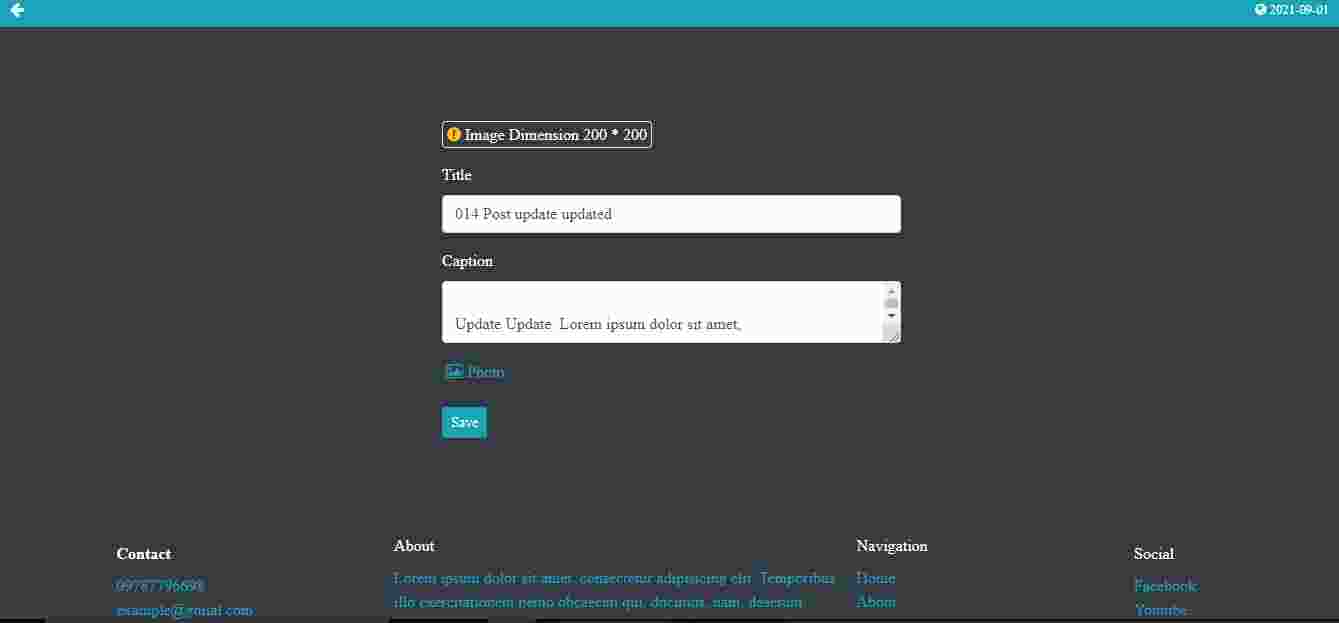 2021-09-01
Image Dimension 200 * 200
Title
014 Post update updated
Caption
Update Update Lorem ipsum dolor sit amet,
Photo
Save
Contact
example@gmail.com
About
Lorem ipsum dolor sit amet, consectetur adipisicing elit. Temporibus
illo exercitationem nemo obcaecati qui, ducimus, nam, deserunt
Navigation
Home
About
Social
Facebook
Youtube